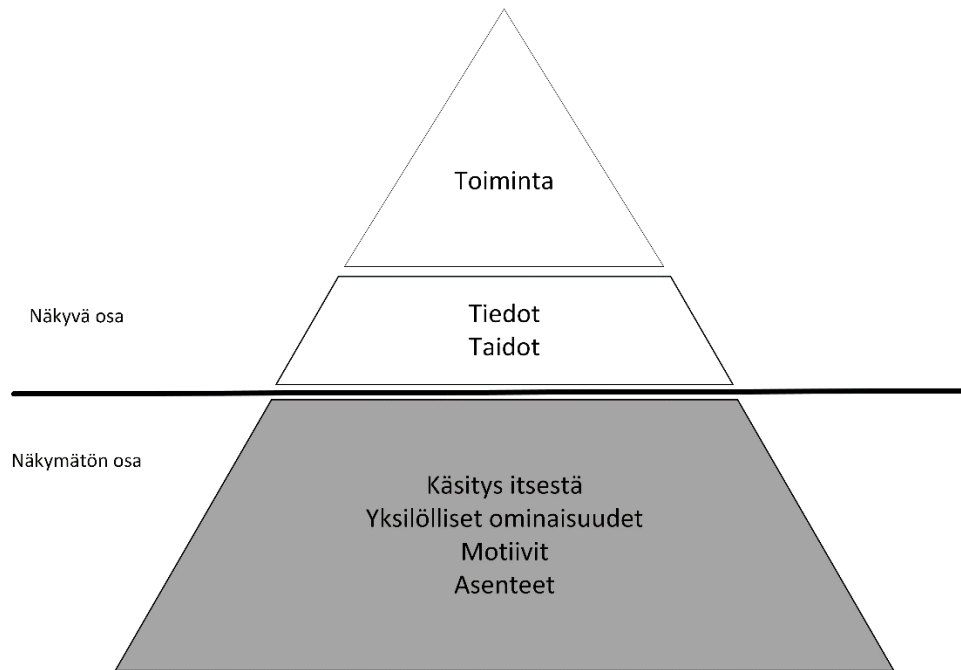 Toiminta
Näkyvä osa
Tiedot
Taidot
Näkymätön osa
Käsitys itsestä
Yksilölliset ominaisuudet
Motiivit
Asenteet